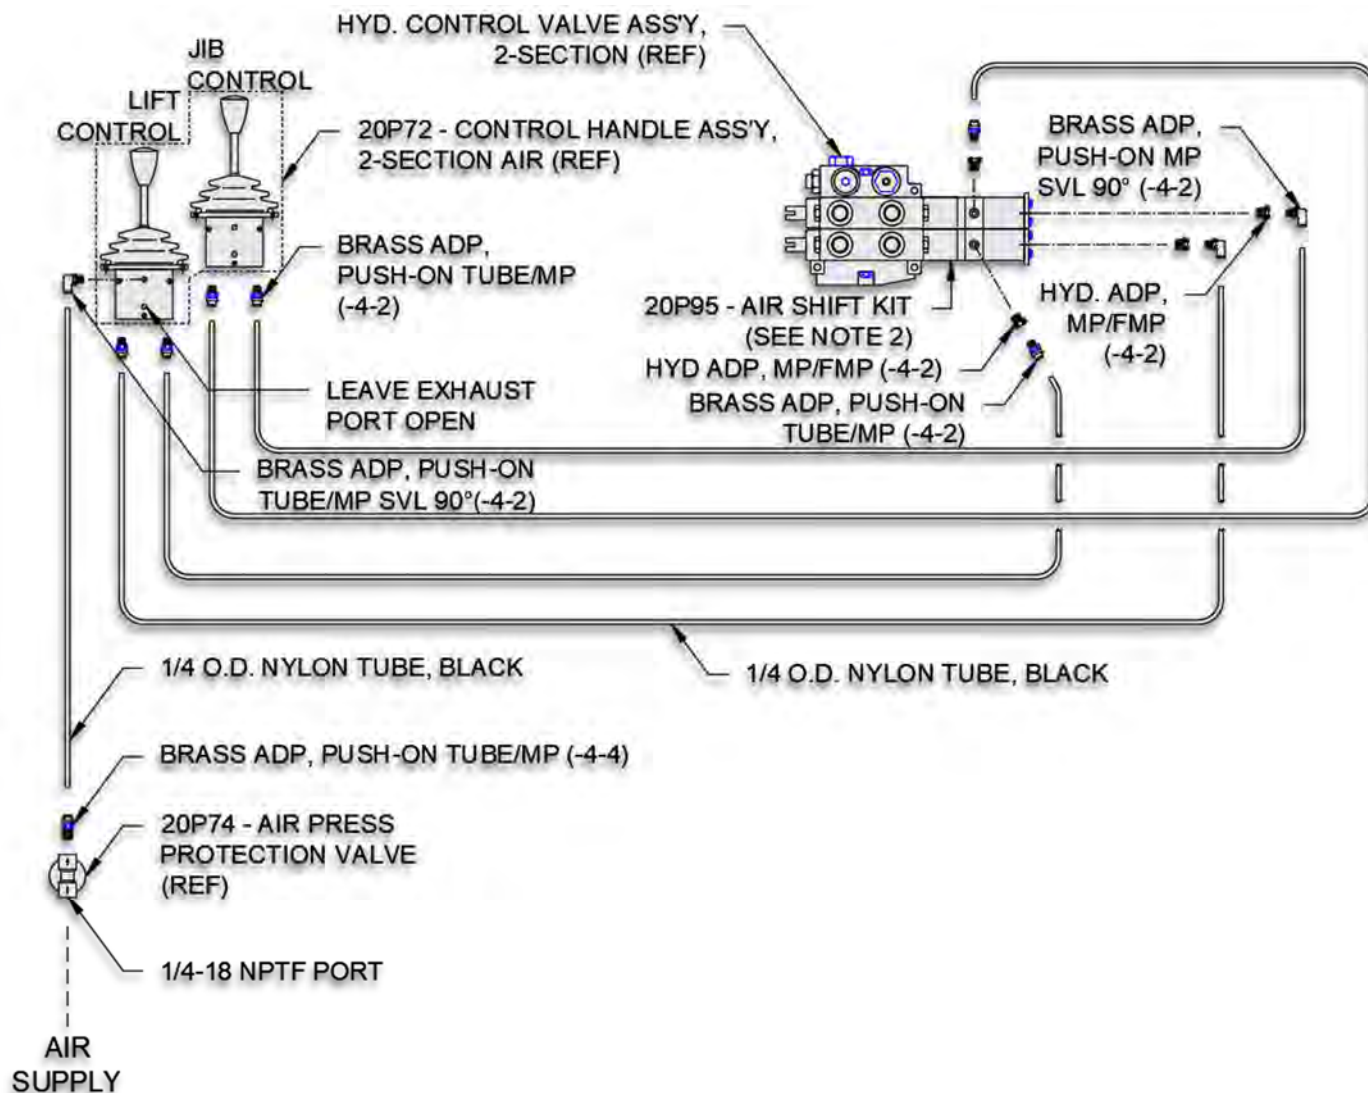 HYD. CONTROL VALVE ASS'Y,
2-SECTION (REF)
JIB
CONTROL
LIFT
CONTROL
20P72 - CONTROL HANDLE ASS'Y,
2-SECTION AIR (REF)
BRASS ADP,
PUSH-ON MP
SVL 90° (-4-2)
BRASS ADP,
PUSH-ON TUBE/MP
(-4-2)
20P95 - AIR SHIFT KIT
(SEE NOTE 2)
HYD. ADP,
MP/FMP
(-4-2)
HYD ADP, MP/FMP (-4-2)
BRASS ADP, PUSH-ON
TUBE/MP (-4-2)
LEAVE EXHAUST
PORT OPEN
BRASS ADP, PUSH-ON
TUBE/MP SVL 90°(-4-2)
1/4 O.D. NYLON TUBE, BLACK
1/4 O.D. NYLON TUBE, BLACK
BRASS ADP, PUSH-ON TUBE/MP (-4-4)
20P74 - AIR PRESS
PROTECTION VALVE
(REF)
1/4-18 NPTF PORT
AIR
SUPPLY